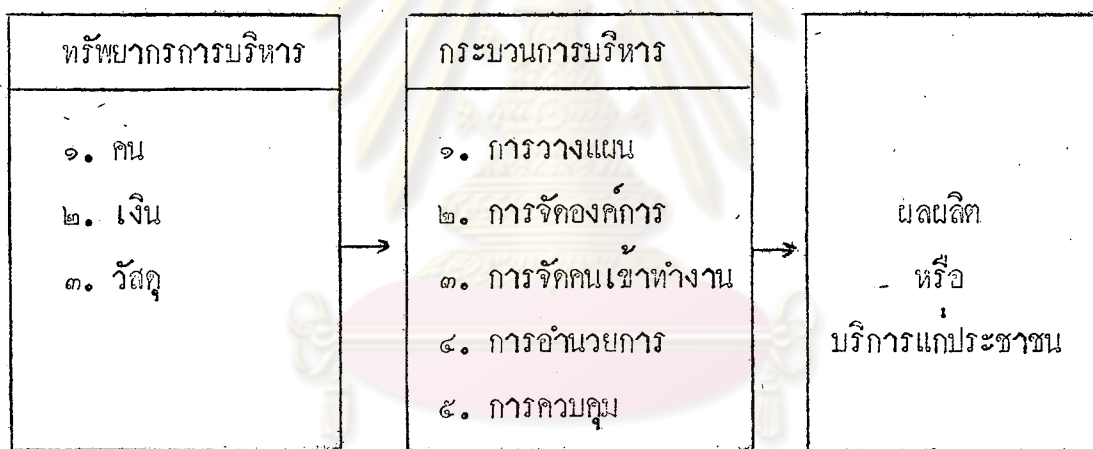 ทรัพยากรการบริหาร
๑. คน
๒. เงิน
๓. วัสดุ
กระบวนการบริหาร
๑. การวางแผน
๒. การจัดองค์การ
๓. การจัดคนเข้าทำงาน
๔. การอำนวยการ
๕. การควบคุม
ผลผลิต
หรือ
บริการแก่ประชาชน